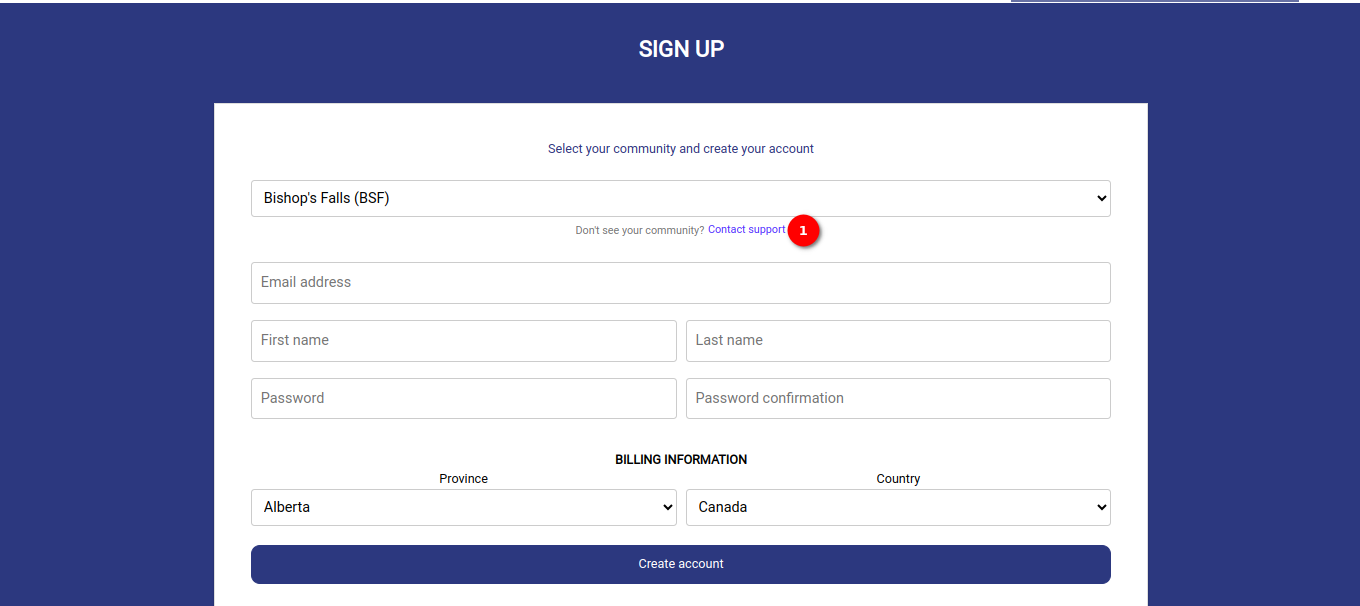 SIGN UP
Select your community and create your account
Bishop's Falls (BSF)
Don't see your community? Contact support 1
Email address
First name Last name
Password Password confirmation
BILLING INFORMATION
Province Country
Alberta Canada
Create account